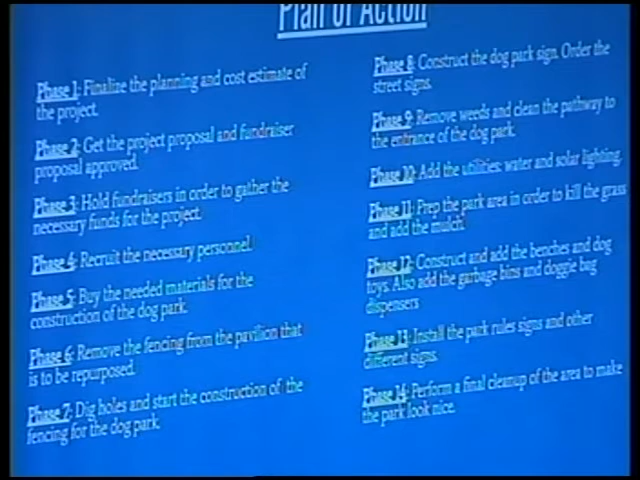 Plan of Action
Phase 1: Finalize the planning and cost estimate of
the project.
Phase 2: Get the project proposal and fundraiser
proposal approved.
Phase 3: Hold fundraisers in order to gather the
necessary funds for the project.
Phase 4: Recruit the necessary personnel.
Phase 5: Buy the needed materials for the
construction of the dog park.
Phase 6: Remove the fencing from the pavilion that
is to be repurposed.
Phase 7: Dig holes and start the construction of the
fencing for the dog park.
Phase 8: Construct the dog park sign. Order the
street signs.
Phase 9: Remove weeds and clean the pathway to
the entrance of the dog park.
Phase 10: Add the utilities: water and solar lighting.
Phase 11: Prep the park area in order to kill the grass
and add the mulch.
Phase 12: Construct and add the benches and dog
toys. Also add the garbage bins and doggie bag
dispensers
Phase 13: Install the park rules signs and other
different signs.
Phase 14: Perform a final cleanup of the area to make
the park look nice.